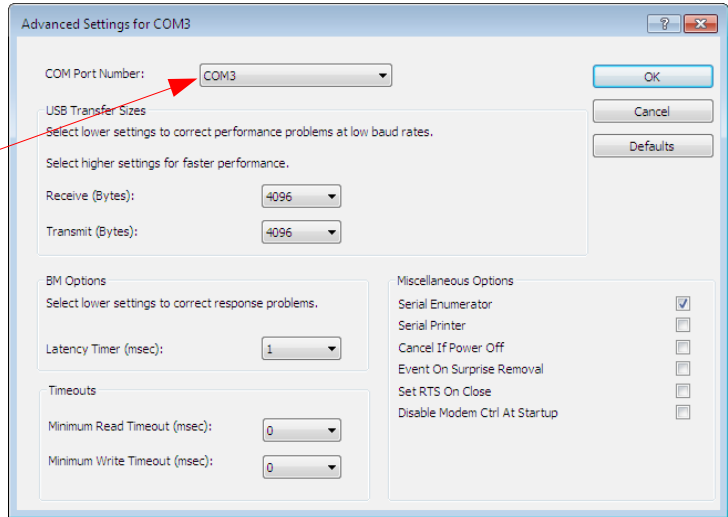 Advanced Settings for COM3
COM Port Number:
COM3
OK
Cancel
Defaults
USB Transfer Sizes
Select lower settings to correct performance problems at low baud rates.
Select higher settings for faster performance.
Receive (Bytes):
4096
Transmit (Bytes):
4096
BM Options
Select lower settings to correct response problems.
Latency Timer (msec):
1
Timeouts
Minimum Read Timeout (msec):
0
Minimum Write Timeout (msec):
0
Miscellaneous Options
Serial Enumerator
Serial Printer
Cancel If Power Off
Event On Surprise Removal
Set RTS On Close
Disable Modem Ctrl At Startup